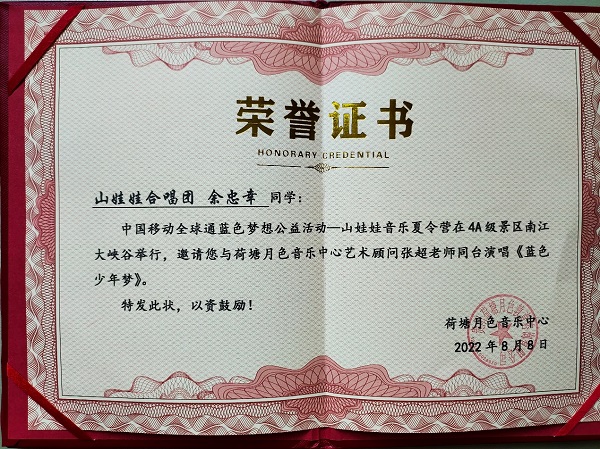 荣誉证书
HONORARY CREDENTIAL
山娃娃合唱团 余忠幸 同学：
中国移动全球通蓝色梦想公益活动—山娃娃音乐夏令营在4A级景区南江
大峡谷举行，邀请您与荷塘月色音乐中心艺术顾问张超老师同台演唱《蓝色
少年梦》。
特发此状，以资鼓励！
荷塘月色音乐中心
2022年8月8日